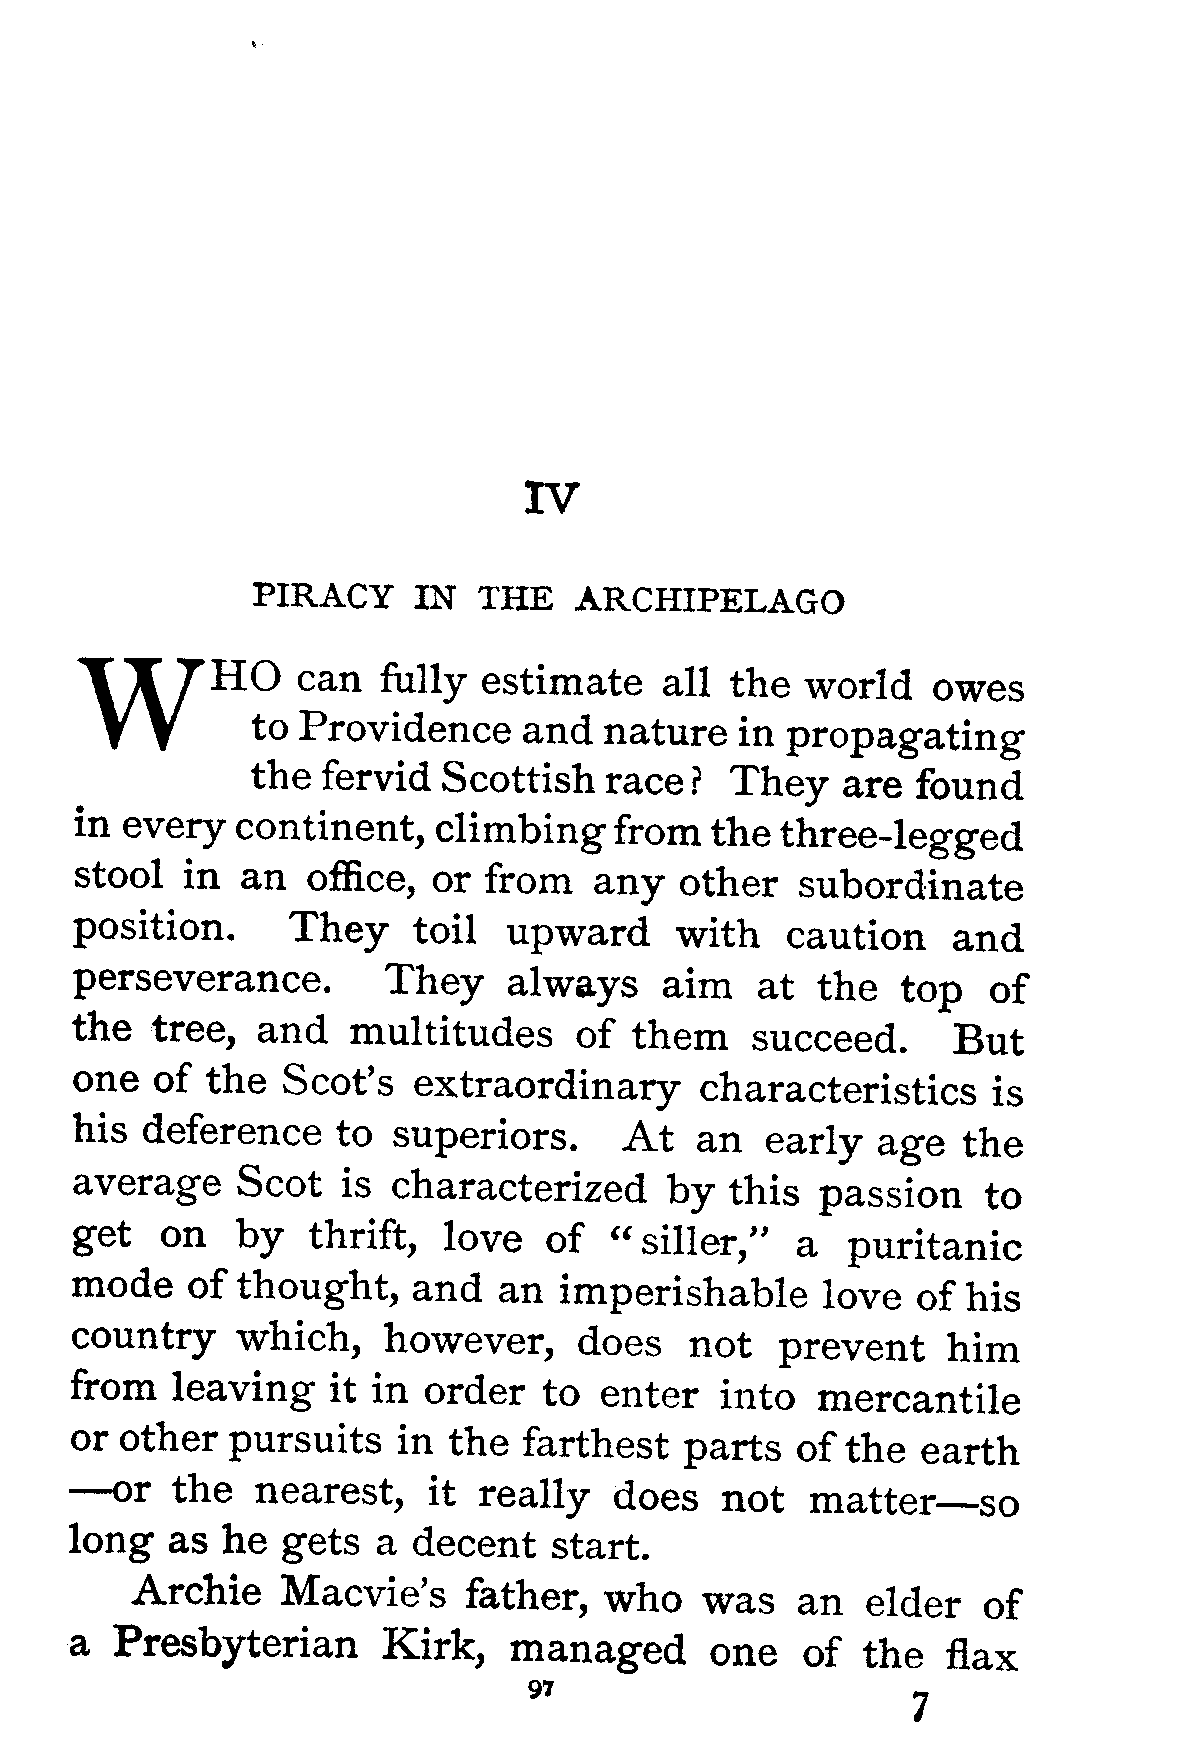 IV
PIRACY IN THE ARCHIPELAGO
WHO can fully estimate all the world owes
to Providence and nature in propagating
the fervid Scottish race? They are found
in every continent, climbing from the three-legged
stool in an office, or from any other subordinate
position. They toil upward with caution and
perseverance. They always aim at the top of
the tree, and multitudes of them succeed. But
one of the Scot's extraordinary characteristics is
his deference to superiors. At an early age the
average Scot is characterized by this passion to
get on by thrift, love of "siller," a puritanic
mode of thought, and an imperishable love of his
country which, however, does not prevent him
from leaving it in order to enter into mercantile
or other pursuits in the farthest parts of the earth
—or the nearest, it really does not matter—so
long as he gets a decent start.
Archie Macvie's father, who was an elder of
a Presbyterian Kirk, managed one of the flax
97
7